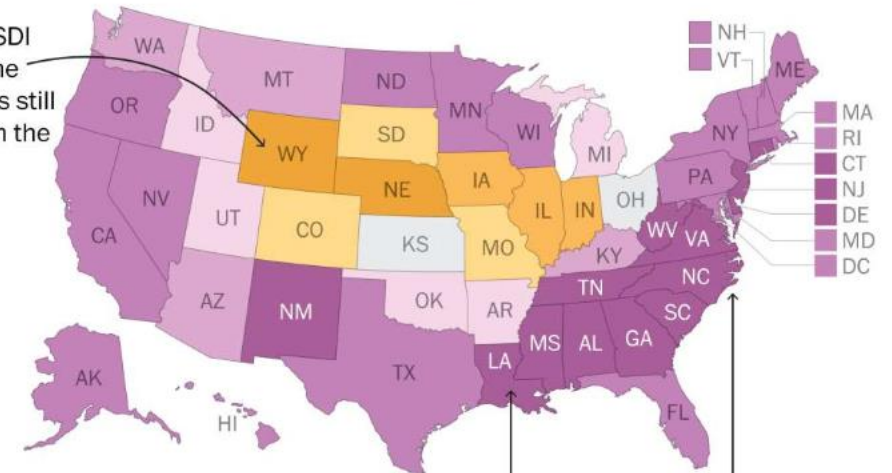 SDI
ne
s still
n the
WA
MT
ND
MN
OR
ID
WY
SD
WI
MI
NH
VT
ME
NY
MA
RI
CT
NJ
DE
MD
DC
NV
UT
CO
NE
IA
IL
IN
OH
PA
CA
KS
MO
KY
WV
VA
AZ
NM
OK
AR
TN
NC
SC
MS
AL
GA
LA
TX
FL
AK
HI